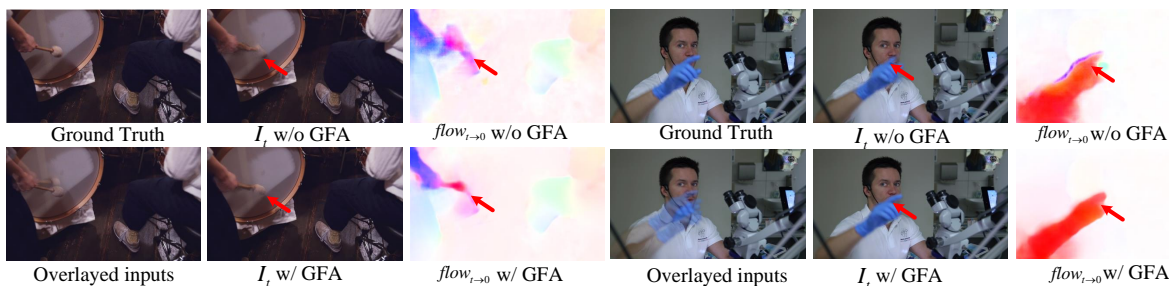 Ground Truth I_t w/o GFA flow_{t→0} w/o GFA Ground Truth I_t w/o GFA flow_{t→0} w/o GFA
Overlayed inputs I_t w/ GFA flow_{t→0} w/ GFA Overlayed inputs I_t w/ GFA flow_{t→0} w/ GFA